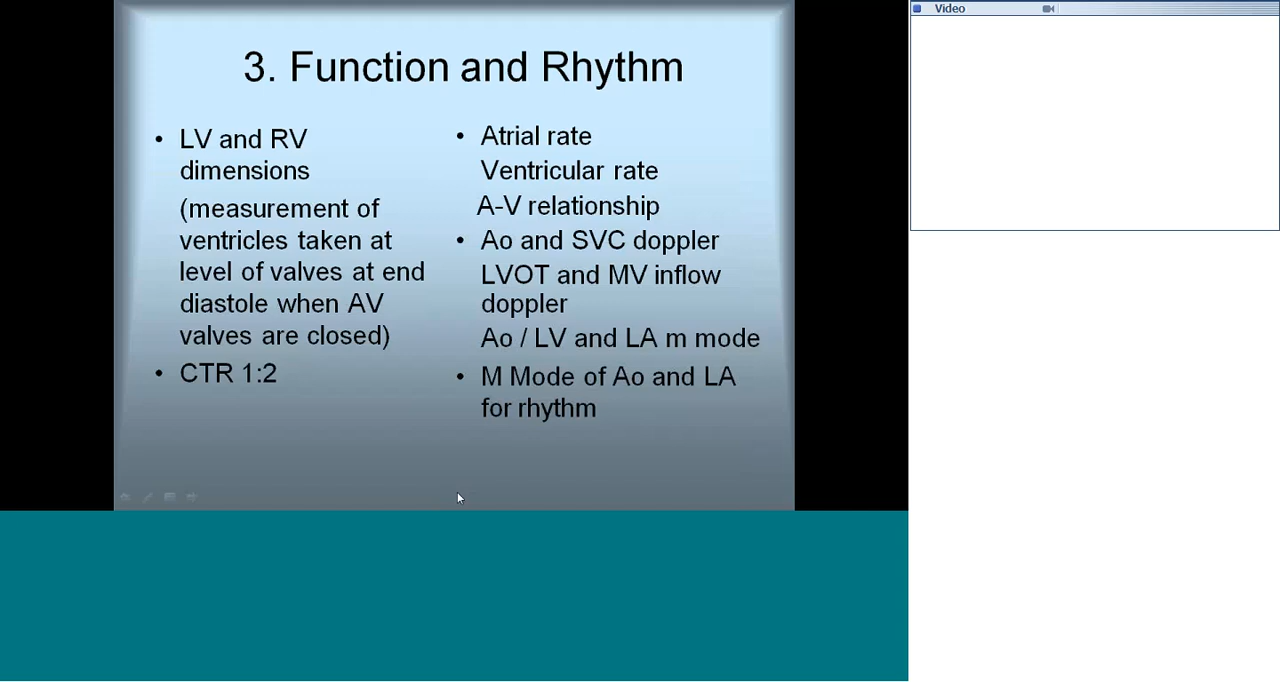 Video
3. Function and Rhythm
• LV and RV
dimensions
(measurement of
ventricles taken at
level of valves at end
diastole when AV
valves are closed)
• CTR 1:2
• Atrial rate
Ventricular rate
A-V relationship
• Ao and SVC doppler
LVOT and MV inflow
doppler
Ao / LV and LA m mode
• M Mode of Ao and LA
for rhythm